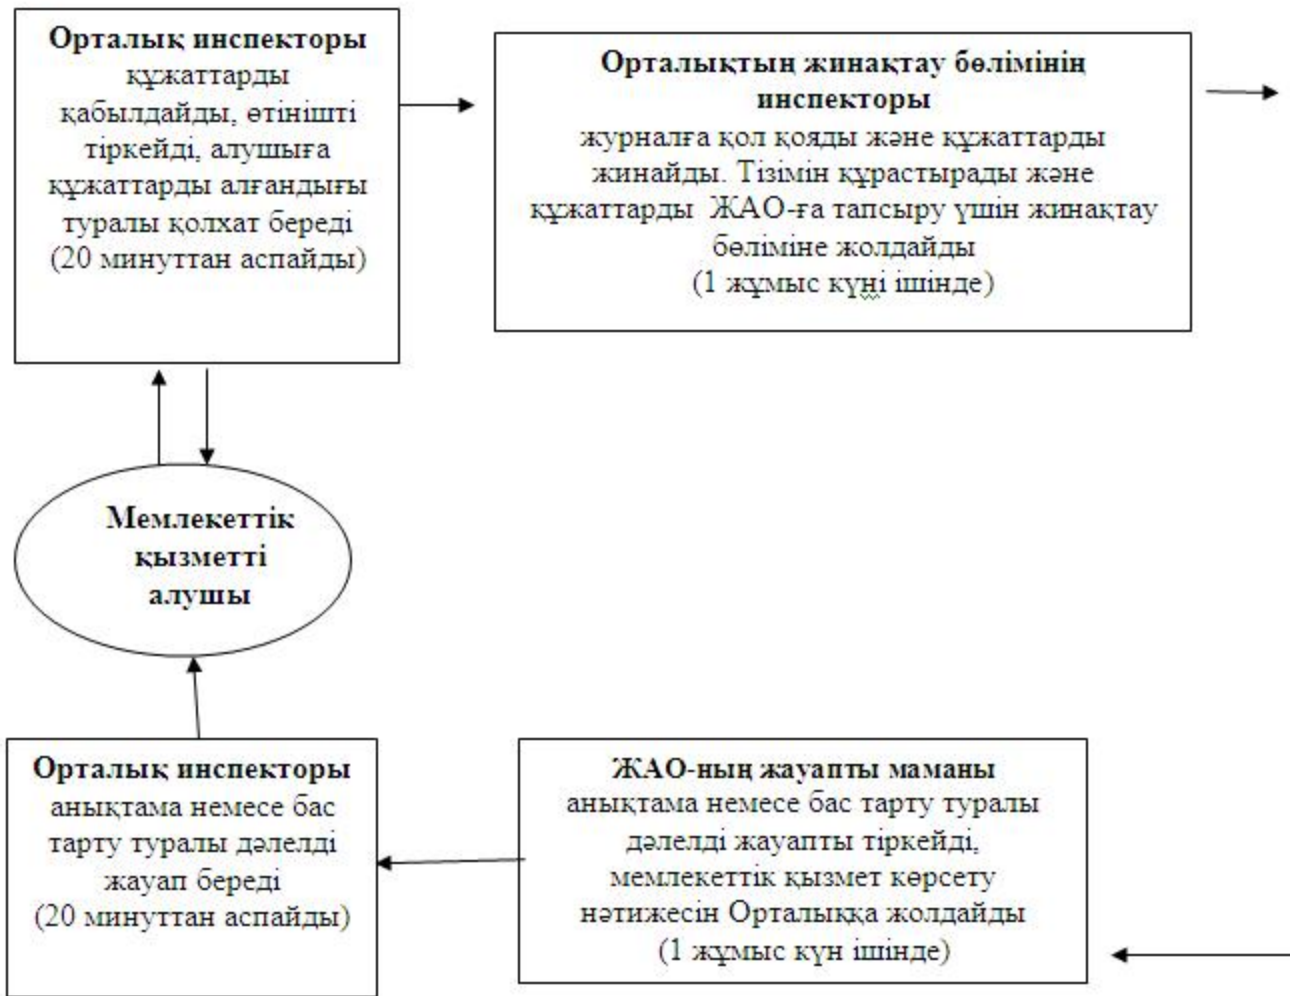 Орталық инспекторы
құжаттарды
қабылдайды, өтінішті
тіркейді, алушыға
құжаттарды алғандығы
туралы қолхат береді
(20 минуттан аспайды)
Орталықтың жинақтау бөлімінің
инспекторы
журналға қол қояды және құжаттарды
жинайды. Тізімін құрастырады және
құжаттарды ЖАО-ға тапсыру үшін жинақтау
бөліміне жолдайды
(1 жұмыс күңі ішінде)
Мемлекеттік
қызметті
алушы
Орталық инспекторы
анықтама немесе бас
тарту туралы дәлелді
жауап береді
(20 минуттан аспайды)
ЖАО-ның жауапты маманы
анықтама немесе бас тарту туралы
дәлелді жауапты тіркейді,
мемлекеттік қызмет көрсету
нәтижесін Орталыққа жолдайды
(1 жұмыс күн ішінде)